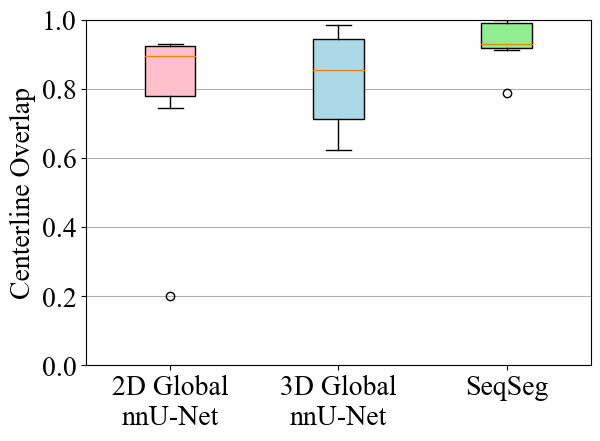 Centerline Overlap
1.0
0.8
0.6
0.4
0.2
0.0
2D Global
nnU-Net
3D Global
nnU-Net
SeqSeg